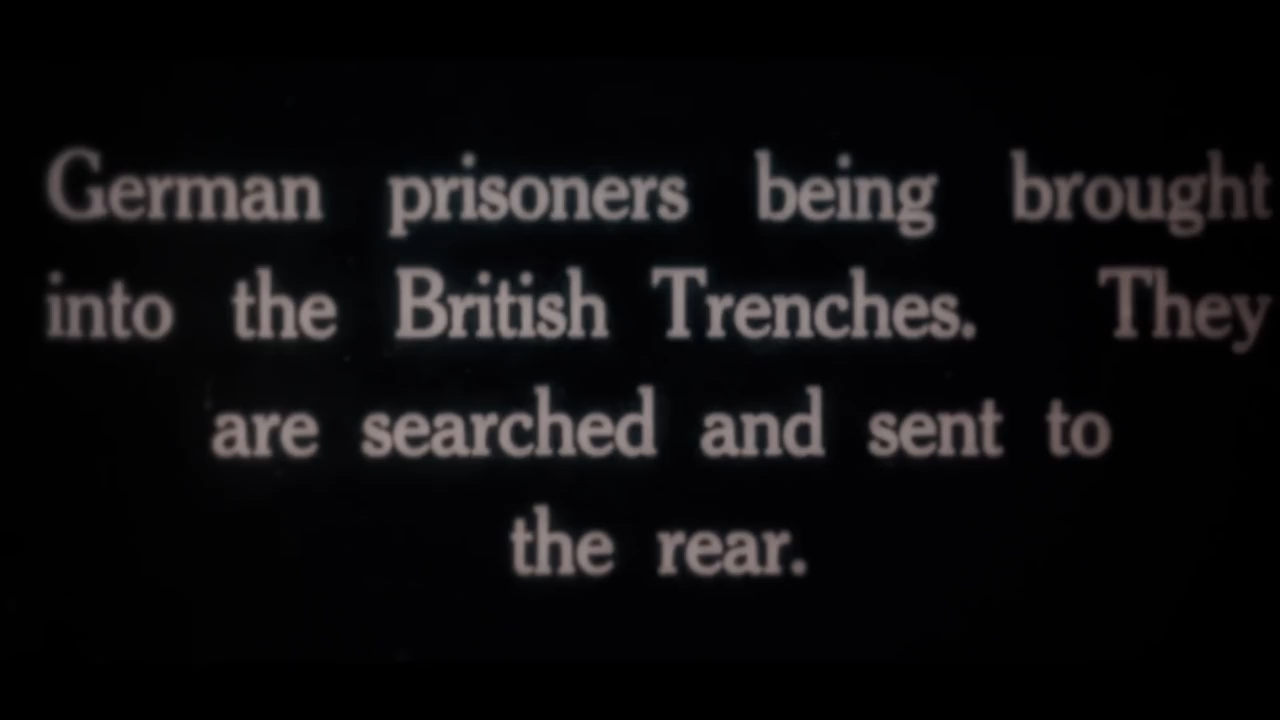 German prisoners being brought
into the British Trenches. They
are searched and sent to
the rear.